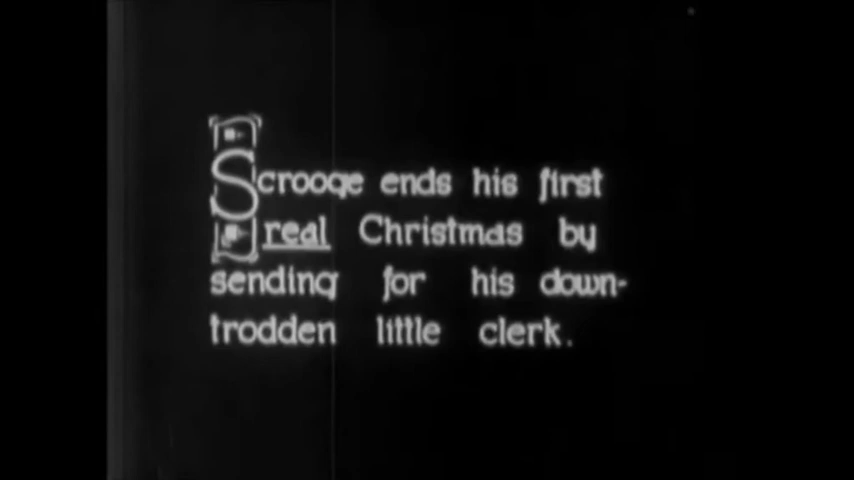 Scrooge ends his first
real Christmas by
sending for his down-
trodden little clerk.